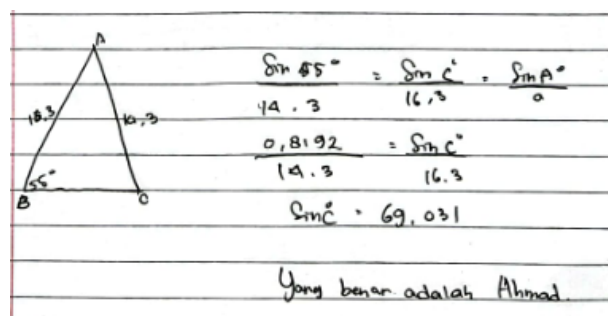 A
16.3
14,3
55°
B
C
Sin 55° = Sin C° = Sin A°
14.3 16,3 a
0,8192 = Sin C°
14.3 16.3
Sin C° = 69,031
Yang benar adalah Ahmad.